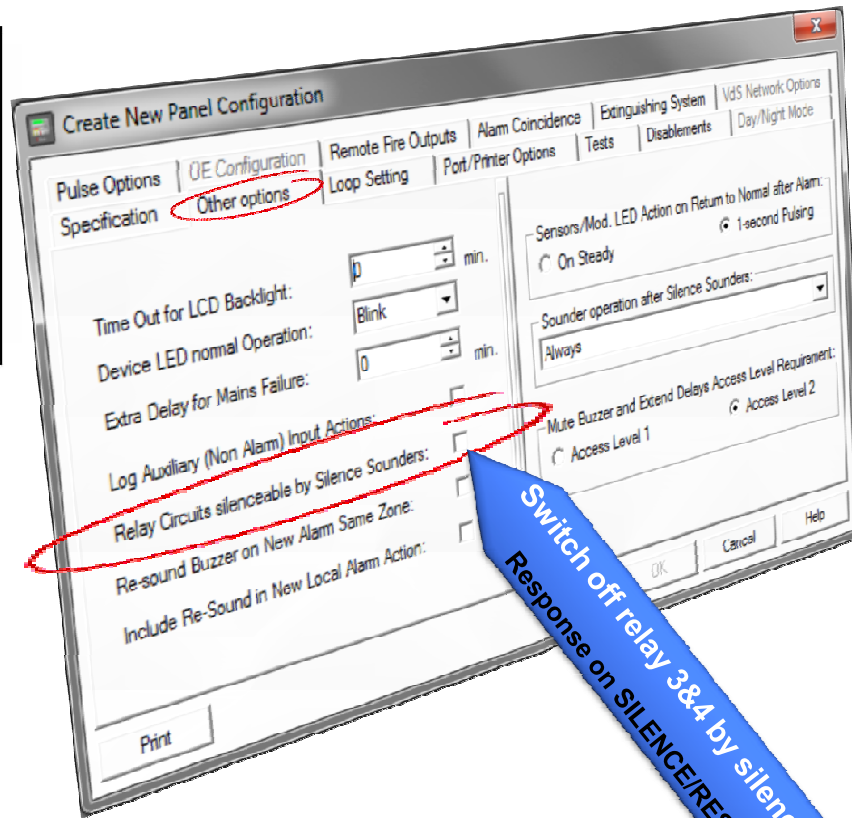 Create New Panel Configuration
Pulse Options
ÜE Configuration
Remote Fire Outputs
Alarm Coincidence
Extinguishing System
VdS Network Options
Specification
Other options
Loop Setting
Port/Printer Options
Tests
Disablements
Day/Night Mode
Time Out for LCD Backlight:
0
min.
Device LED normal Operation:
Blink
Extra Delay for Mains Failure:
0
min.
Log Auxiliary (Non Alarm) Input Actions:
Relay Circuits silenceable by Silence Sounders:
Re-sound Buzzer on New Alarm Same Zone:
Include Re-Sound in New Local Alarm Action:
Sensors/Mod. LED Action on Return to Normal after Alarm:
On Steady
1-second Pulsing
Sounder operation after Silence Sounders:
Always
Mute Buzzer and Extend Delays Access Level Requirement:
Access Level 1
Access Level 2
Print
OK
Cancel
Help
Switch off relay 3&4 by silenc
Response on SILENCE/RES